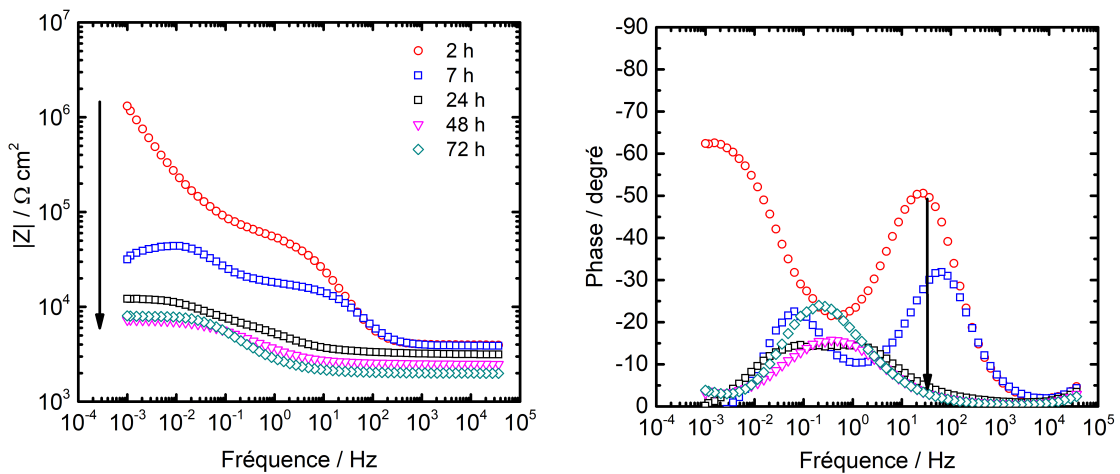 10^7
10^6
10^5
10^4
10^3
|Z| / Ω cm^2
2 h
7 h
24 h
48 h
72 h
10^-4 10^-3 10^-2 10^-1 10^0 10^1 10^2 10^3 10^4 10^5
Fréquence / Hz
-90
-80
-70
-60
-50
-40
-30
-20
-10
0
Phase / degré
10^-4 10^-3 10^-2 10^-1 10^0 10^1 10^2 10^3 10^4 10^5
Fréquence / Hz